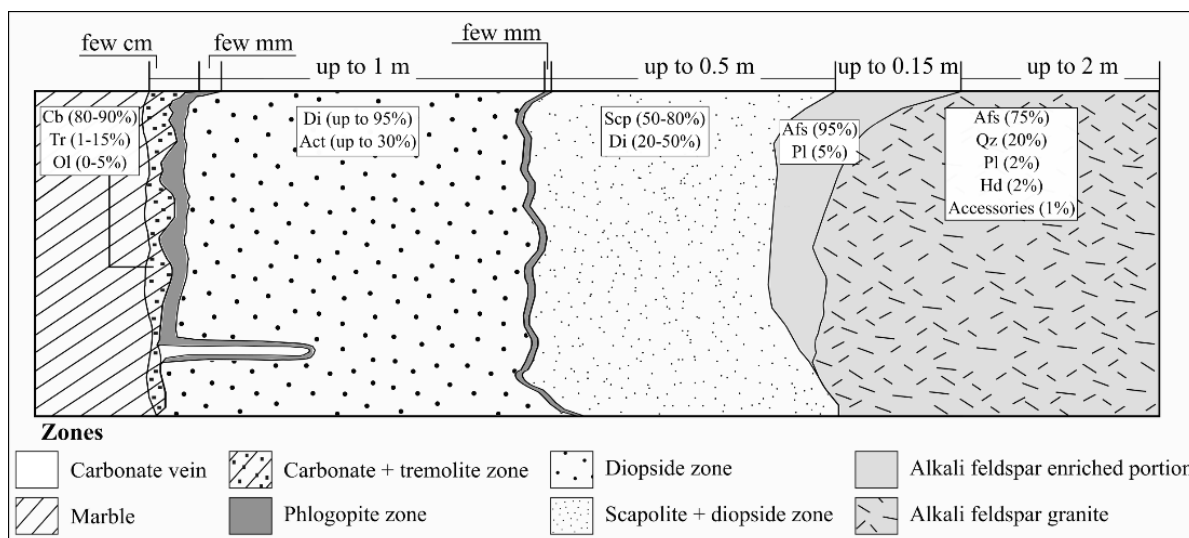 few cm
few mm
few mm
up to 1 m
up to 0.5 m
up to 0.15 m
up to 2 m
Cb (80-90%)
Tr (1-15%)
Ol (0-5%)
Di (up to 95%)
Act (up to 30%)
Scp (50-80%)
Di (20-50%)
Afs (95%)
Pl (5%)
Afs (75%)
Qz (20%)
Pl (2%)
Hd (2%)
Accessories (1%)
Zones
Carbonate vein
Carbonate + tremolite zone
Diopside zone
Alkali feldspar enriched portion
Marble
Phlogopite zone
Scapolite + diopside zone
Alkali feldspar granite